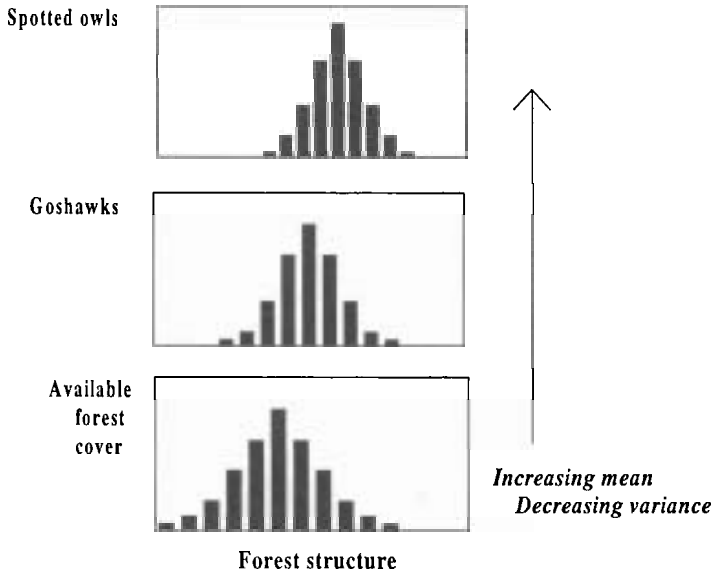 Spotted owls
Goshawks
Available
forest
cover
Increasing mean
Decreasing variance
Forest structure